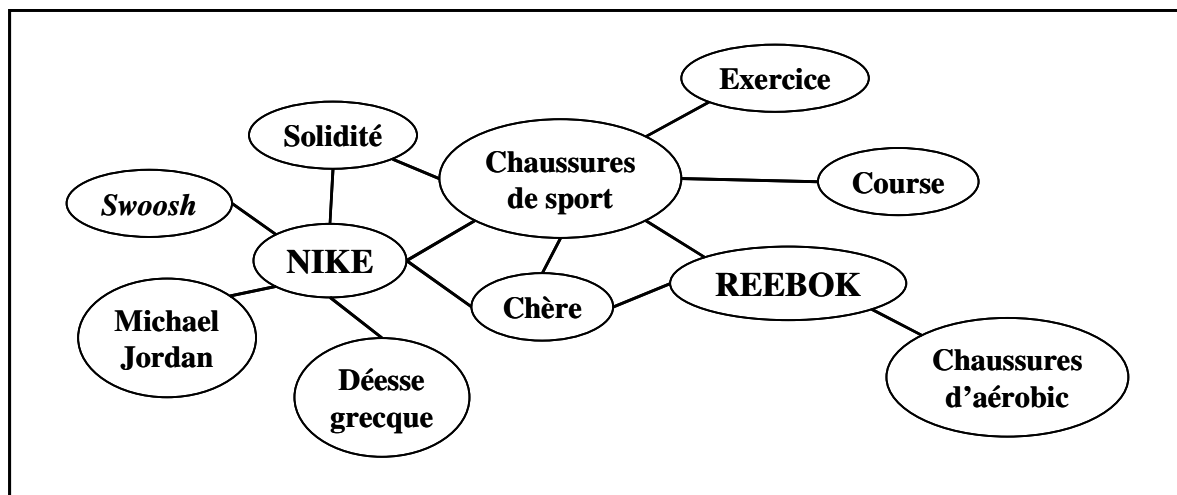 Exercice
Solidité
Chaussures
de sport
Course
Swoosh
NIKE
REEBOK
Chère
Michael
Jordan
Déesse
grecque
Chaussures
d'aérobic